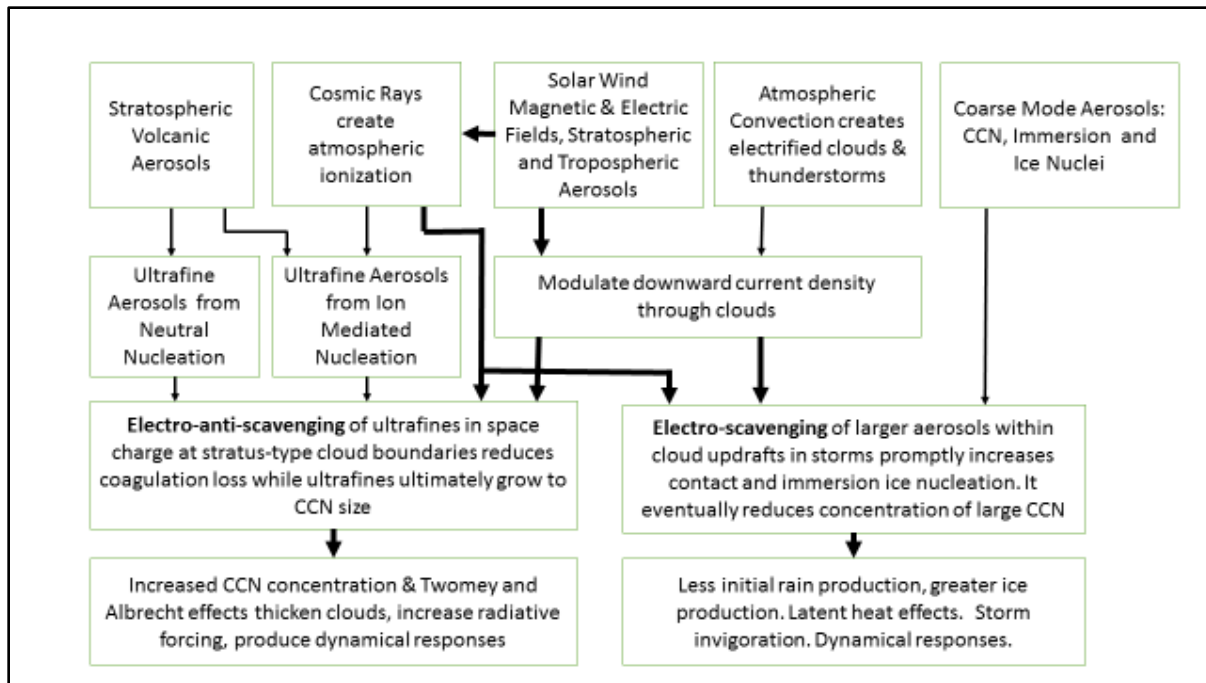 Stratospheric
Volcanic
Aerosols
Cosmic Rays
create
atmospheric
ionization
Solar Wind
Magnetic & Electric
Fields, Stratospheric
and Tropospheric
Aerosols
Atmospheric
Convection creates
electrified clouds &
thunderstorms
Coarse Mode Aerosols:
CCN, Immersion and
Ice Nuclei
Ultrafine
Aerosols from
Neutral
Nucleation
Ultrafine Aerosols
from Ion
Mediated
Nucleation
Modulate downward current density
through clouds
Electro-anti-scavenging of ultrafines in space
charge at stratus-type cloud boundaries reduces
coagulation loss while ultrafines ultimately grow to
CCN size
Electro-scavenging of larger aerosols within
cloud updrafts in storms promptly increases
contact and immersion ice nucleation. It
eventually reduces concentration of large CCN
Increased CCN concentration & Twomey and
Albrecht effects thicken clouds, increase radiative
forcing, produce dynamical responses
Less initial rain production, greater ice
production. Latent heat effects. Storm
invigoration. Dynamical responses.